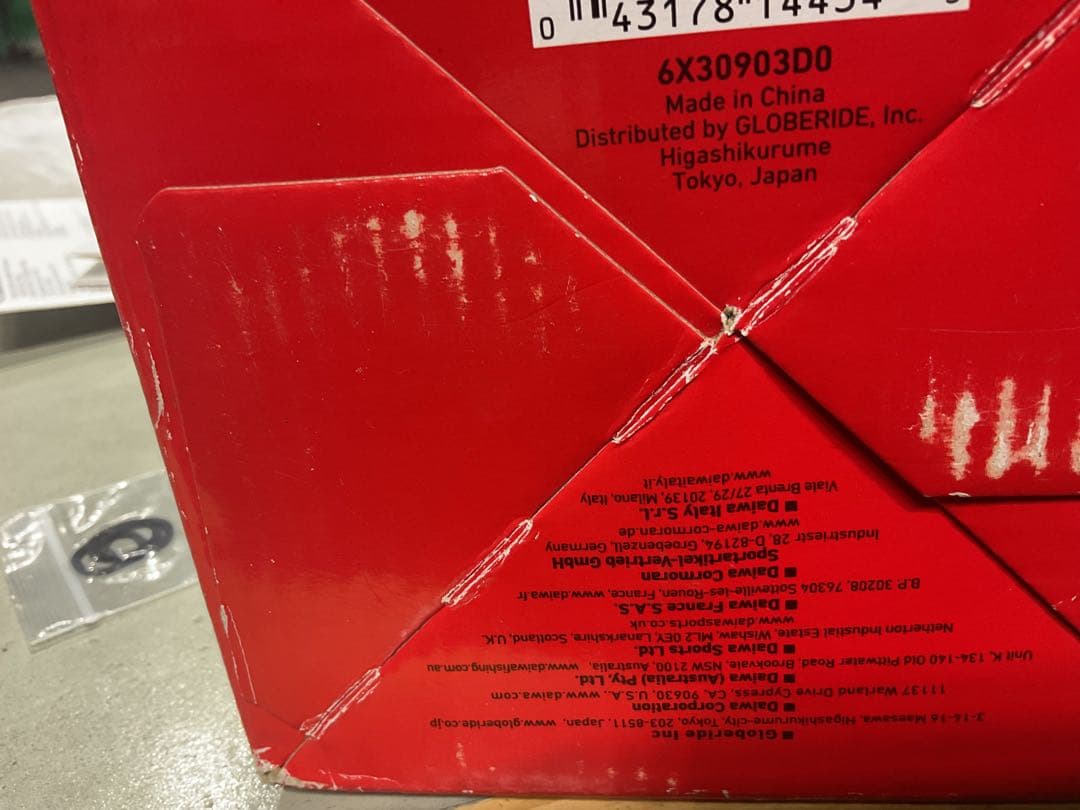 0 43178
6X30903D0
Made in China
Distributed by GLOBERIDE, Inc.
Higashikurume
Tokyo, Japan
■ Globeride Inc
3-14-16 Maesawa, Higashikurume-city, Tokyo, 203-8511, Japan, www.globeride.co.jp
■ Daiwa Corporation
11137 Warland Drive Cypress, CA, 90630, U.S.A., www.daiwa.com
■ Daiwa (Australia) Pty, Ltd.
Unit K, 134-140 Old Pittwater Road, Brookvale, NSW 2100, Australia, www.daiwafishing.com.au
■ Daiwa Sports Ltd.
Netherton Industial Estate, Wishaw, ML2 0EY, Lanarkshire, Scotland, U.K.
www.daiwasports.co.uk
■ Daiwa France S.A.S.
B.P. 30208, 76304 Sotteville-les-Rouen, France, www.daiwa.fr
■ Daiwa Cormoran
Sportartikel-Vertrieb GmbH
Industriestr 28, D-82194, Groebenzell, Germany
www.daiwa-cormoran.de
■ Daiwa Italy S.r.l.
Viale Brenta 27/29, 20139, Milano, Italy
www.daiwaitaly.it